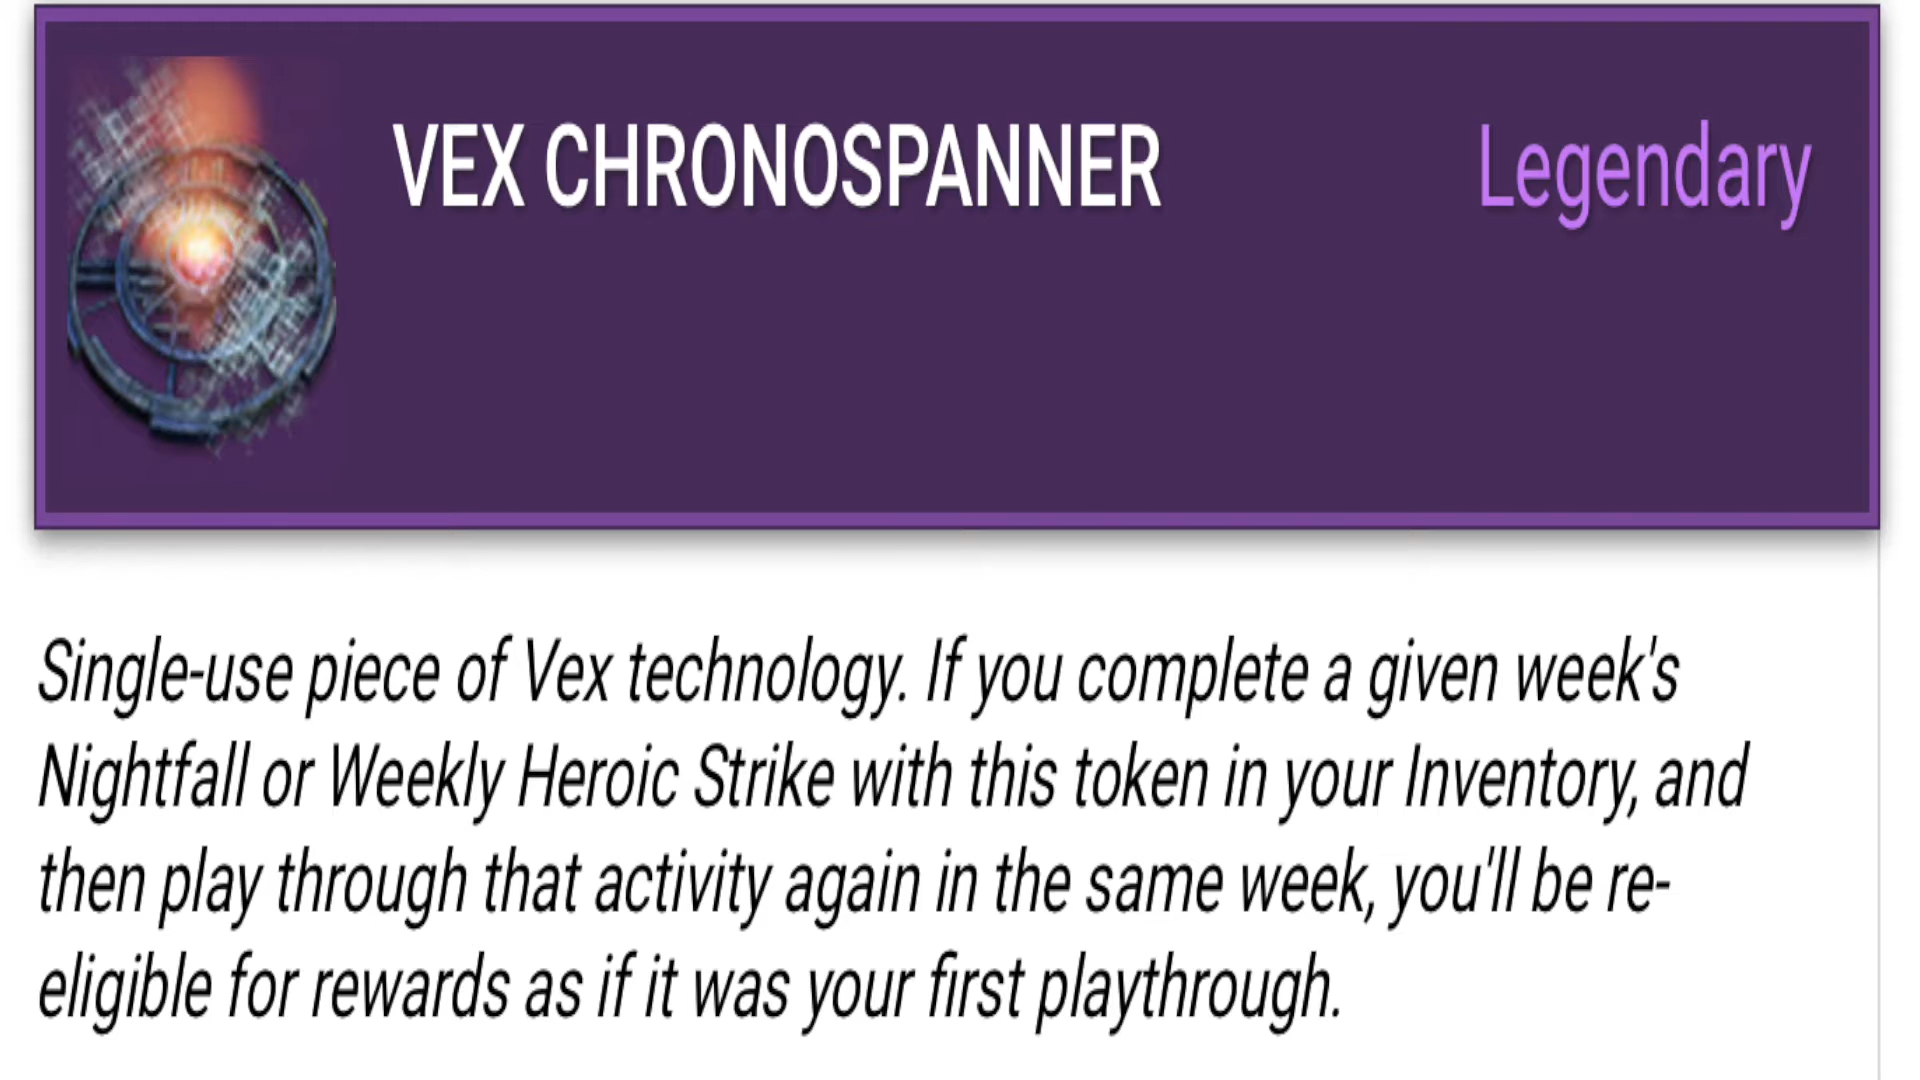 VEX CHRONOSPANNER
Legendary
Single-use piece of Vex technology. If you complete a given week's
Nightfall or Weekly Heroic Strike with this token in your Inventory, and
then play through that activity again in the same week, you'll be re-
eligible for rewards as if it was your first playthrough.